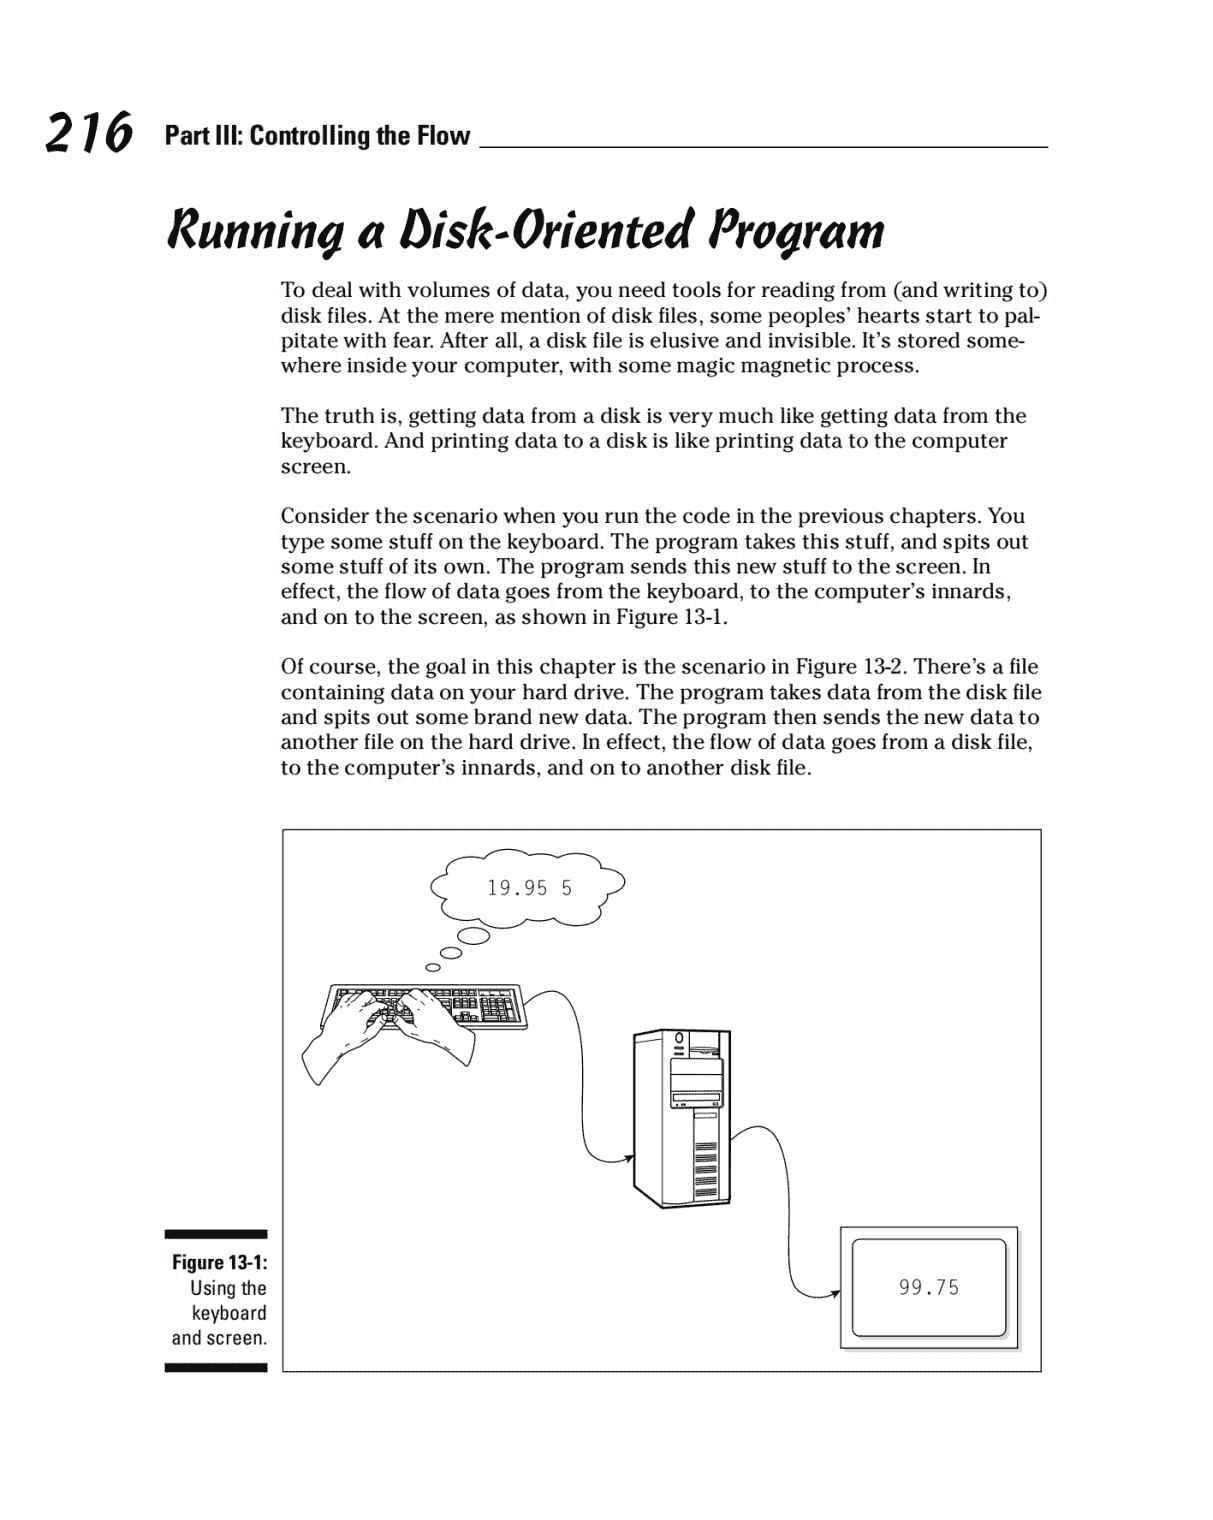 216 Part III: Controlling the Flow
Running a Disk-Oriented Program
To deal with volumes of data, you need tools for reading from (and writing to)
disk files. At the mere mention of disk files, some peoples’ hearts start to pal-
pitate with fear. After all, a disk file is elusive and invisible. It’s stored some-
where inside your computer, with some magic magnetic process.
The truth is, getting data from a disk is very much like getting data from the
keyboard. And printing data to a disk is like printing data to the computer
screen.
Consider the scenario when you run the code in the previous chapters. You
type some stuff on the keyboard. The program takes this stuff, and spits out
some stuff of its own. The program sends this new stuff to the screen. In
effect, the flow of data goes from the keyboard, to the computer’s innards,
and on to the screen, as shown in Figure 13-1.
Of course, the goal in this chapter is the scenario in Figure 13-2. There’s a file
containing data on your hard drive. The program takes data from the disk file
and spits out some brand new data. The program then sends the new data to
another file on the hard drive. In effect, the flow of data goes from a disk file,
to the computer’s innards, and on to another disk file.
19.95 5
99.75
Figure 13-1:
Using the
keyboard
and screen.